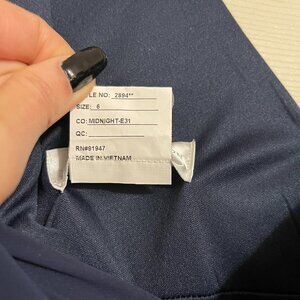 LE NO: 2894**
SIZE: 6
CO: MIDNIGHT-E31
QC:
RN#91947
MADE IN VIETNAM